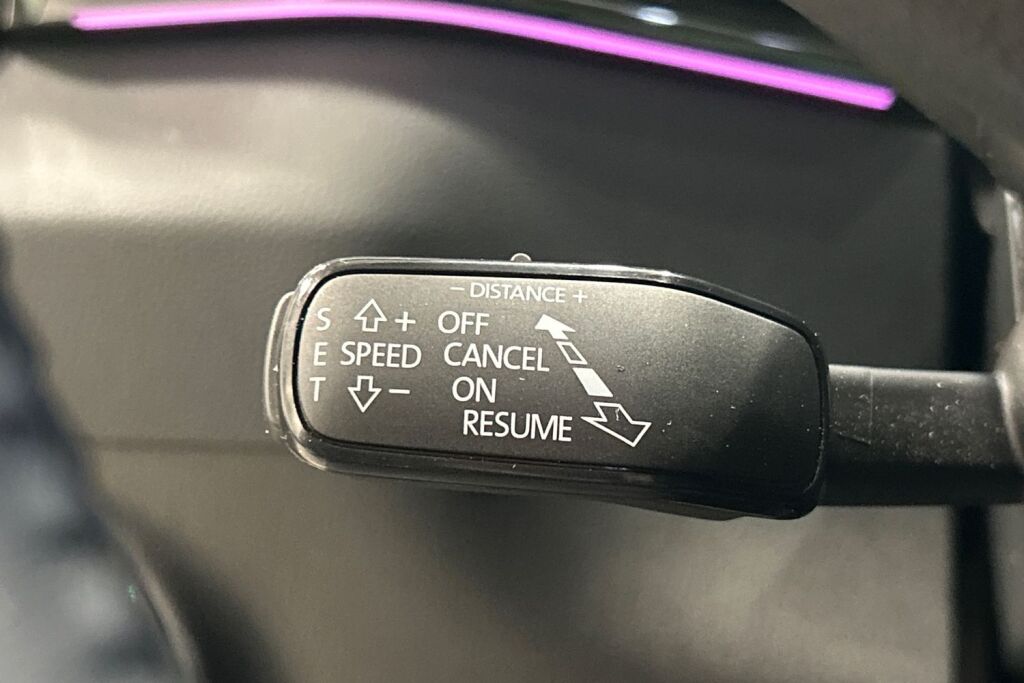 − DISTANCE +
S + OFF
E SPEED CANCEL
T − ON
RESUME